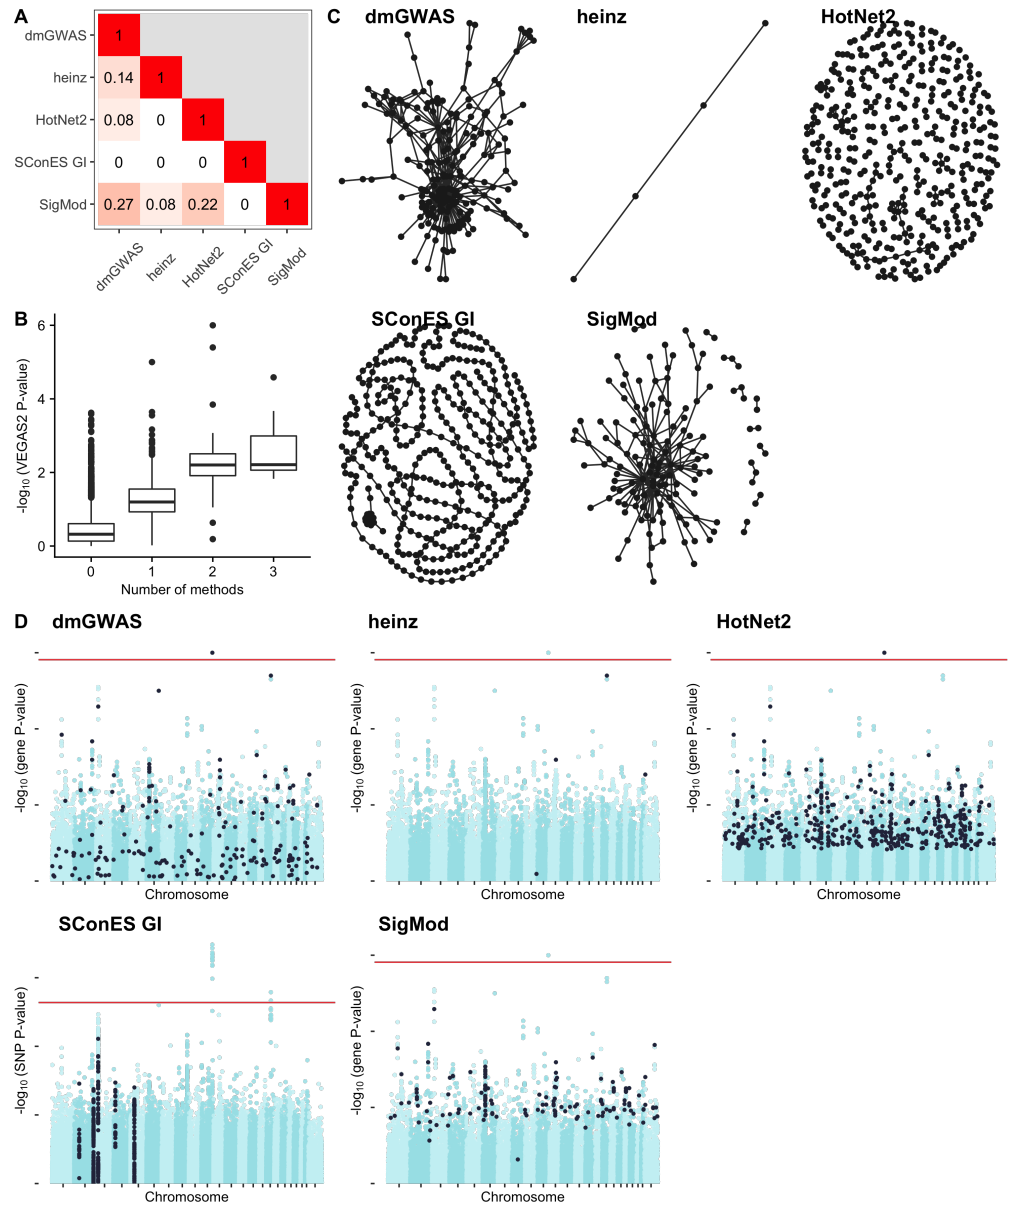 A
dmGWAS 1
heinz 0.14 1
HotNet2 0.08 0 1
SConES GI 0 0 0 1
SigMod 0.27 0.08 0.22 0 1
dmGWAS heinz HotNet2 SConES GI SigMod
C dmGWAS heinz HotNet2
SConES GI SigMod
B
-log10 (VEGAS2 P-value)
6
4
2
0
0 1 2 3
Number of methods
D dmGWAS heinz HotNet2
-log10 (gene P-value) -log10 (gene P-value) -log10 (gene P-value)
Chromosome Chromosome Chromosome
SConES GI SigMod
-log10 (SNP P-value) -log10 (gene P-value)
Chromosome Chromosome